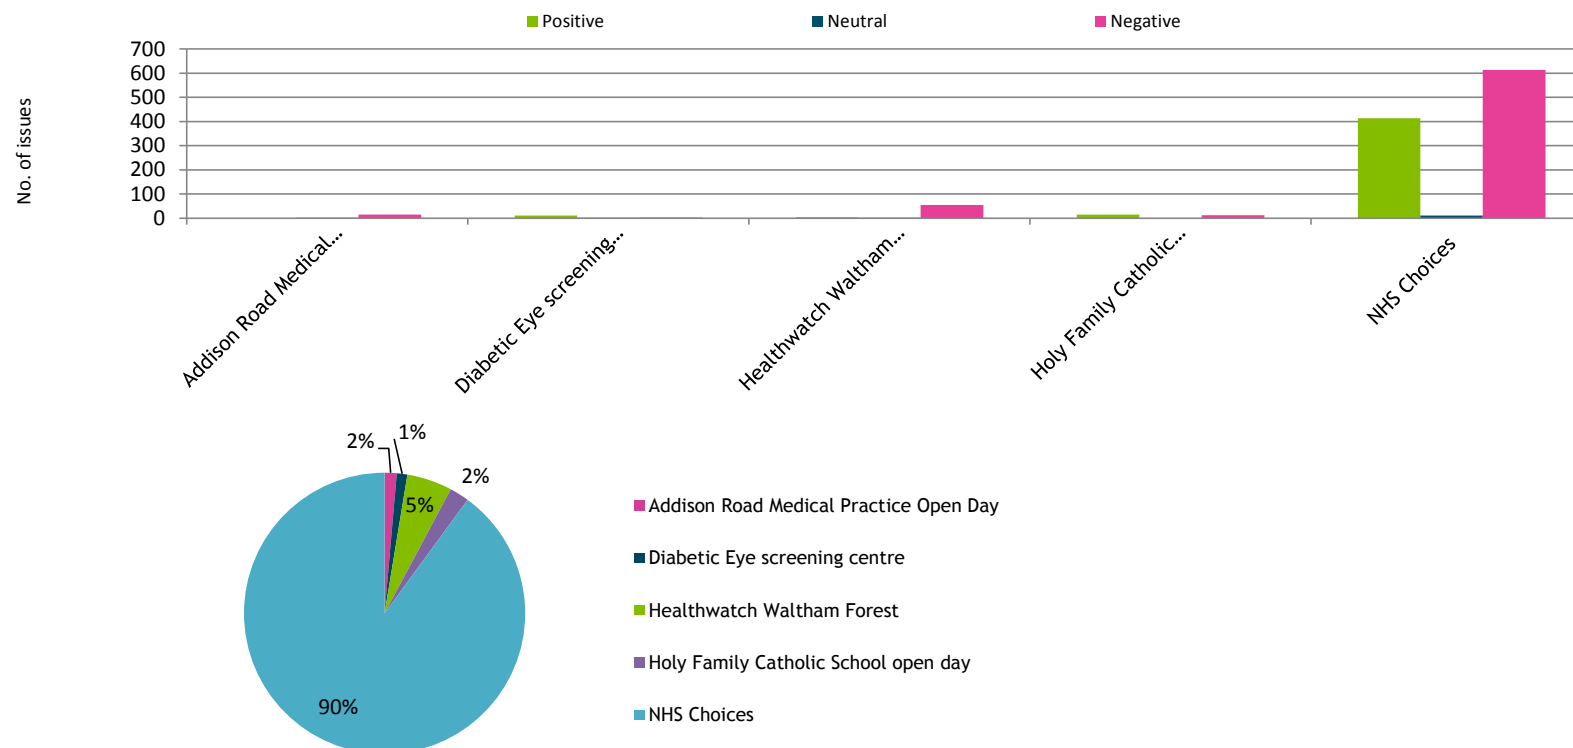 Positive Neutral Negative
No. of issues
700
600
500
400
300
200
100
0
Addison Road Medical...
Diabetic Eye screening...
Healthwatch Waltham...
Holy Family Catholic...
NHS Choices
2% 1%
2%
5%
90%
Addison Road Medical Practice Open Day
Diabetic Eye screening centre
Healthwatch Waltham Forest
Holy Family Catholic School open day
NHS Choices